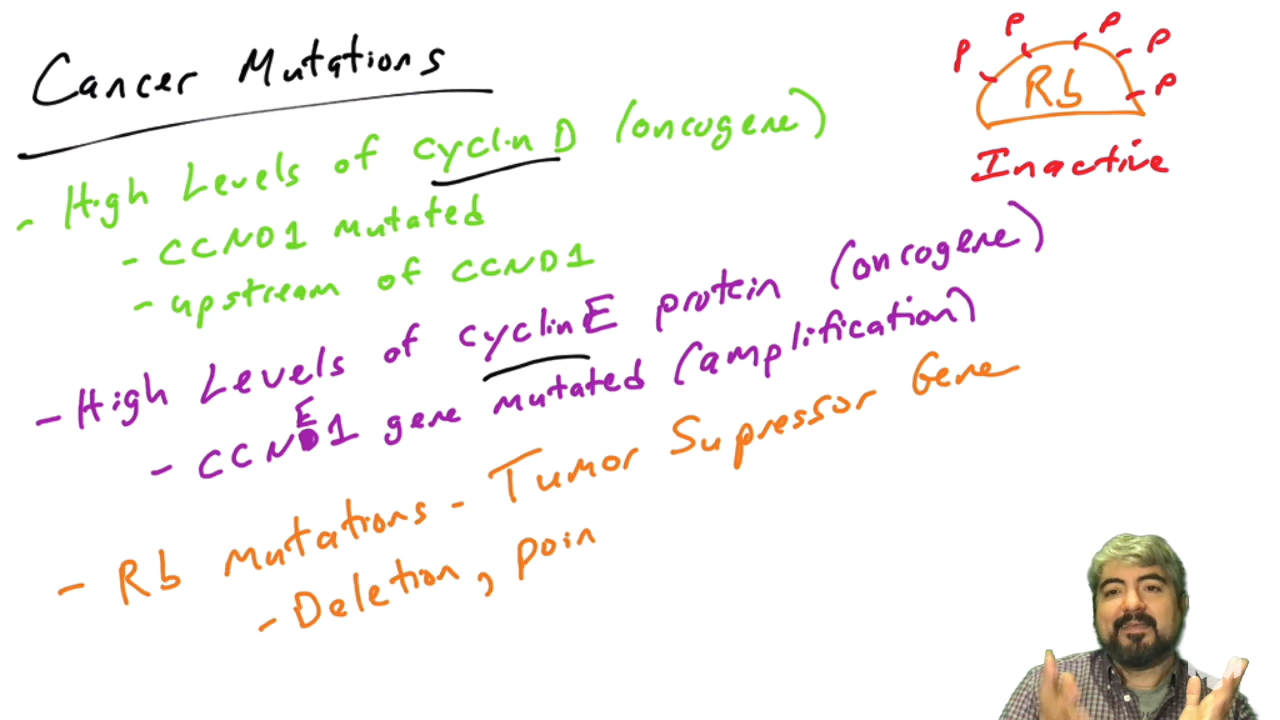 Cancer Mutations
P P P P P
Rb
Inactive
- High Levels of cyclin D (oncogene)
- CCND1 mutated
- upstream of CCND1
- High Levels of cyclin E protein (oncogene)
- CCNE1 gene mutated (amplification)
- Rb mutations - Tumor Supressor Gene
- Deletion, poin